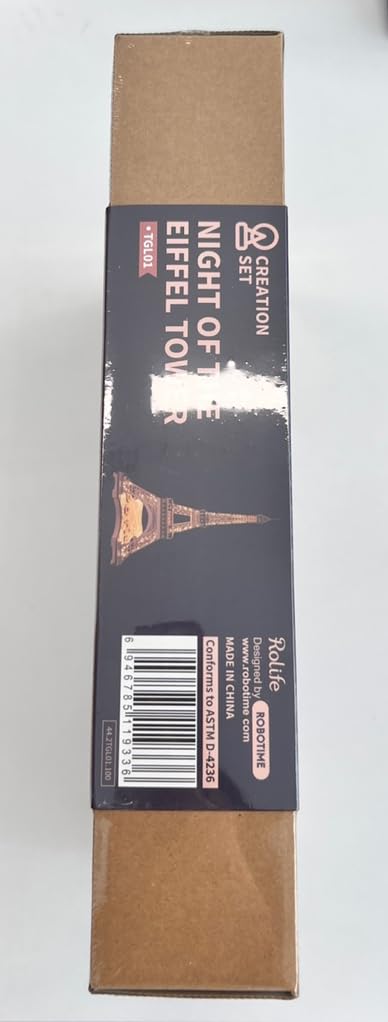 CREATION
SET
NIGHT OF THE
EIFFEL TOWER
• TGL01
Rolife
Designed by ROBOTIME
www.robotime.com
MADE IN CHINA
Conforms to ASTM D-4236
6 946785 119336
44.2TGL01.100